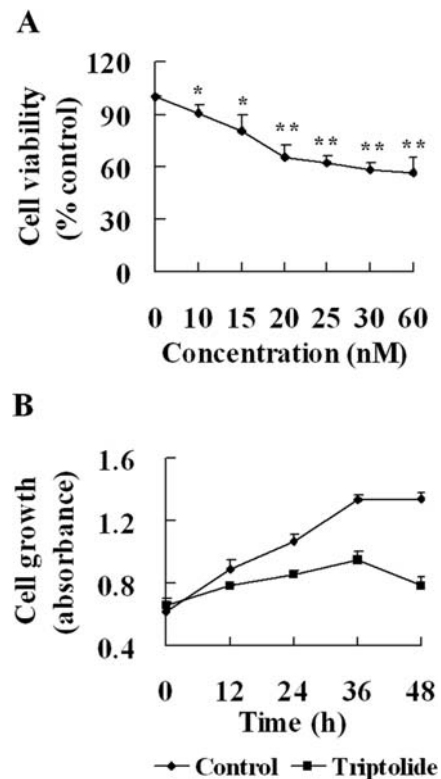 A
Cell viability
(% control)
120
90
60
30
0
* * ** ** ** **
0 10 15 20 25 30 60
Concentration (nM)
B
Cell growth
(absorbance)
1.6
1.2
0.8
0.4
0 12 24 36 48
Time (h)
Control Triptolide